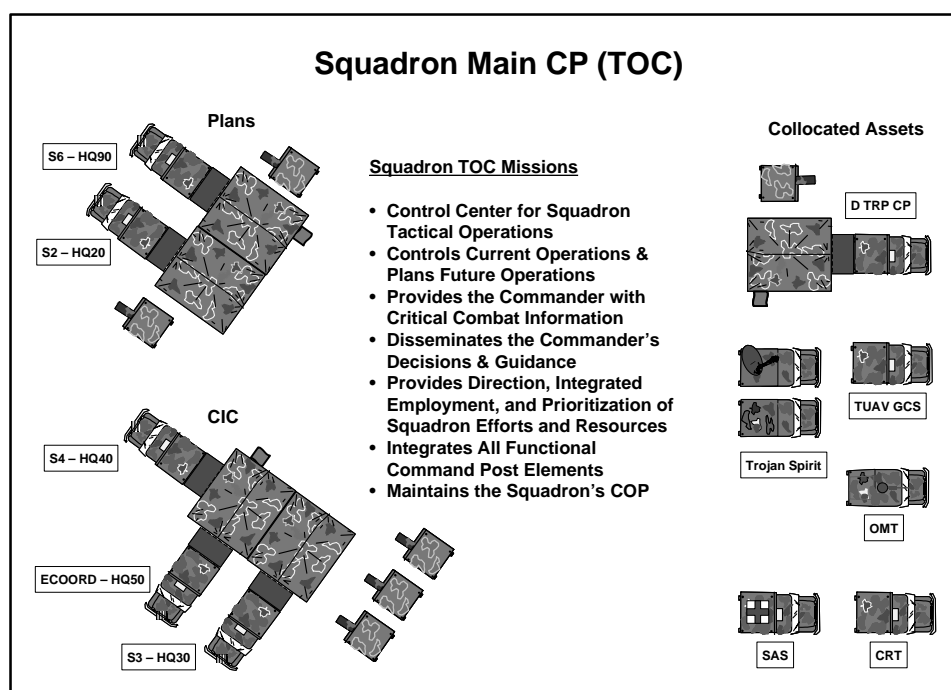 Squadron Main CP (TOC)
Plans
S6 – HQ90
S2 – HQ20
CIC
S4 – HQ40
ECOORD – HQ50
S3 – HQ30
Squadron TOC Missions
• Control Center for Squadron
Tactical Operations
• Controls Current Operations &
Plans Future Operations
• Provides the Commander with
Critical Combat Information
• Disseminates the Commander's
Decisions & Guidance
• Provides Direction, Integrated
Employment, and Prioritization of
Squadron Efforts and Resources
• Integrates All Functional
Command Post Elements
• Maintains the Squadron's COP
Collocated Assets
D TRP CP
TUAV GCS
Trojan Spirit
OMT
SAS
CRT